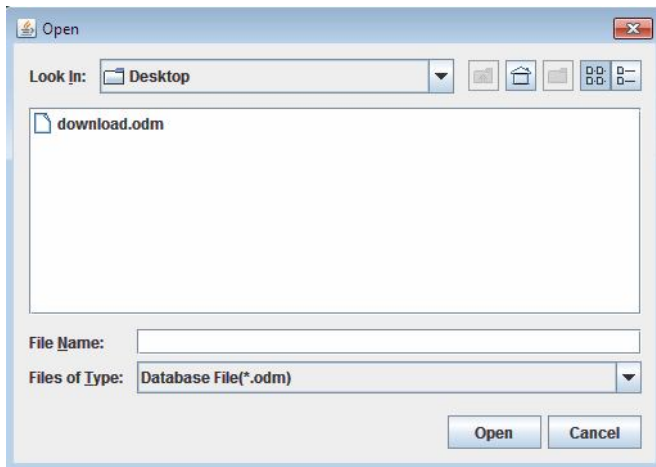 Open
Look In: Desktop
download.odm
File Name:
Files of Type: Database File(*.odm)
Open Cancel